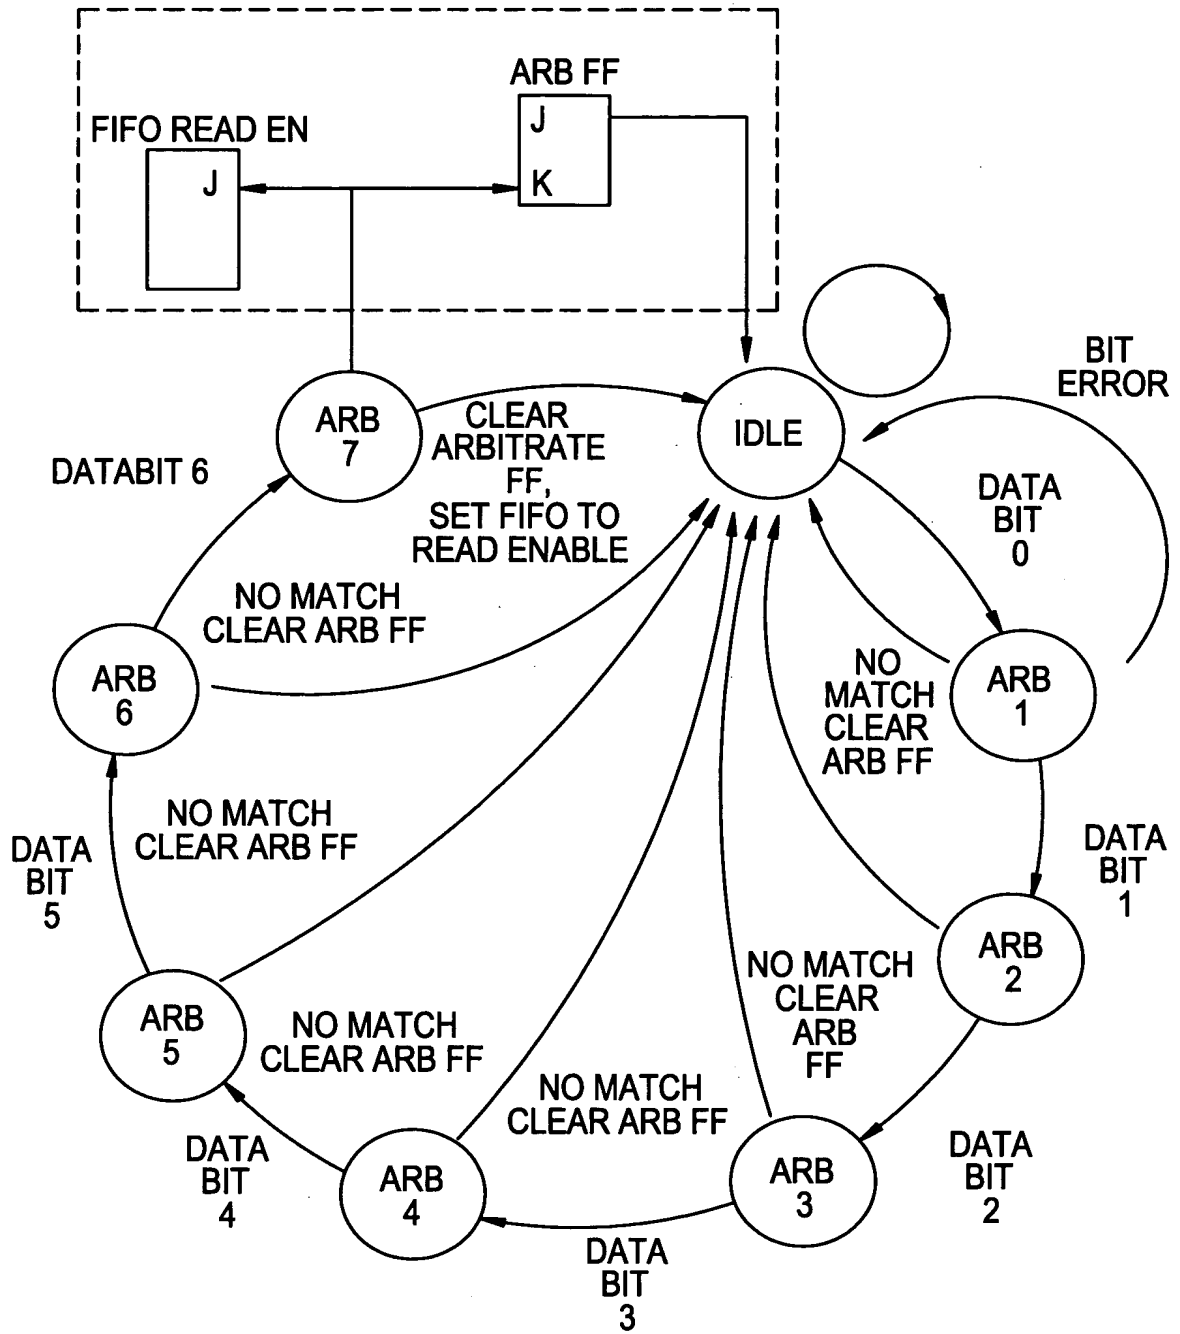 ARB FF
J
K
FIFO READ EN
J
BIT
ERROR
ARB
7
CLEAR
ARBITRATE
FF,
SET FIFO TO
READ ENABLE
IDLE
DATABIT 6
DATA
BIT
0
NO MATCH
CLEAR ARB FF
ARB
6
NO
MATCH
CLEAR
ARB FF
ARB
1
NO MATCH
CLEAR ARB FF
DATA
BIT
5
DATA
BIT
1
ARB
2
NO MATCH
CLEAR
ARB
FF
ARB
5
NO MATCH
CLEAR ARB FF
NO MATCH
CLEAR ARB FF
DATA
BIT
4
ARB
4
ARB
3
DATA
BIT
2
DATA
BIT
3